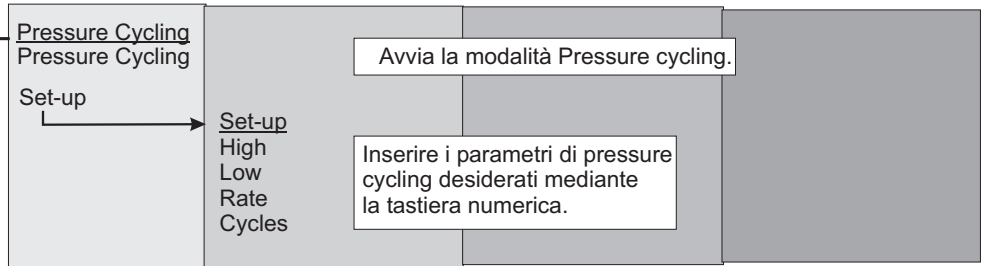 Pressure Cycling
Pressure Cycling
Avvia la modalità Pressure cycling.
Set-up
Set-up
High
Low
Rate
Cycles
Inserire i parametri di pressure
cycling desiderati mediante
la tastiera numerica.